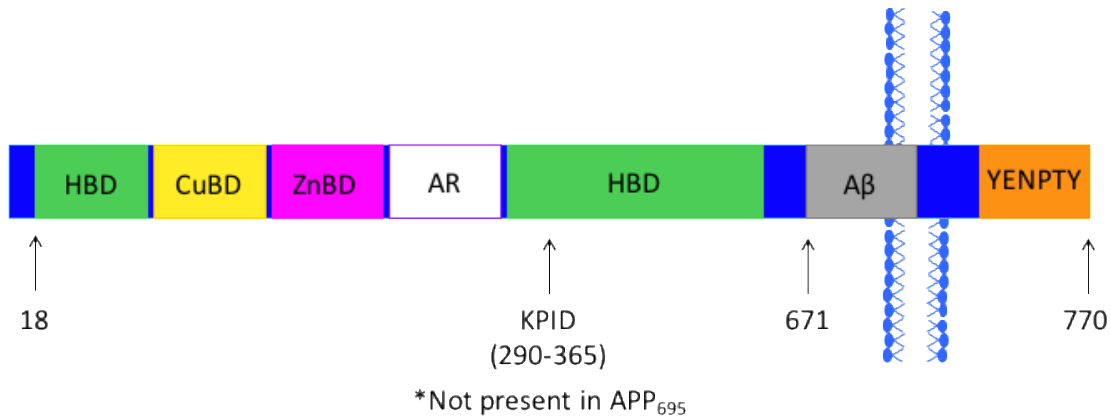 HBD
CuBD
ZnBD
AR
HBD
Aβ
YENPTY
18
KPID
(290-365)
671
770
*Not present in APP₆₉₅